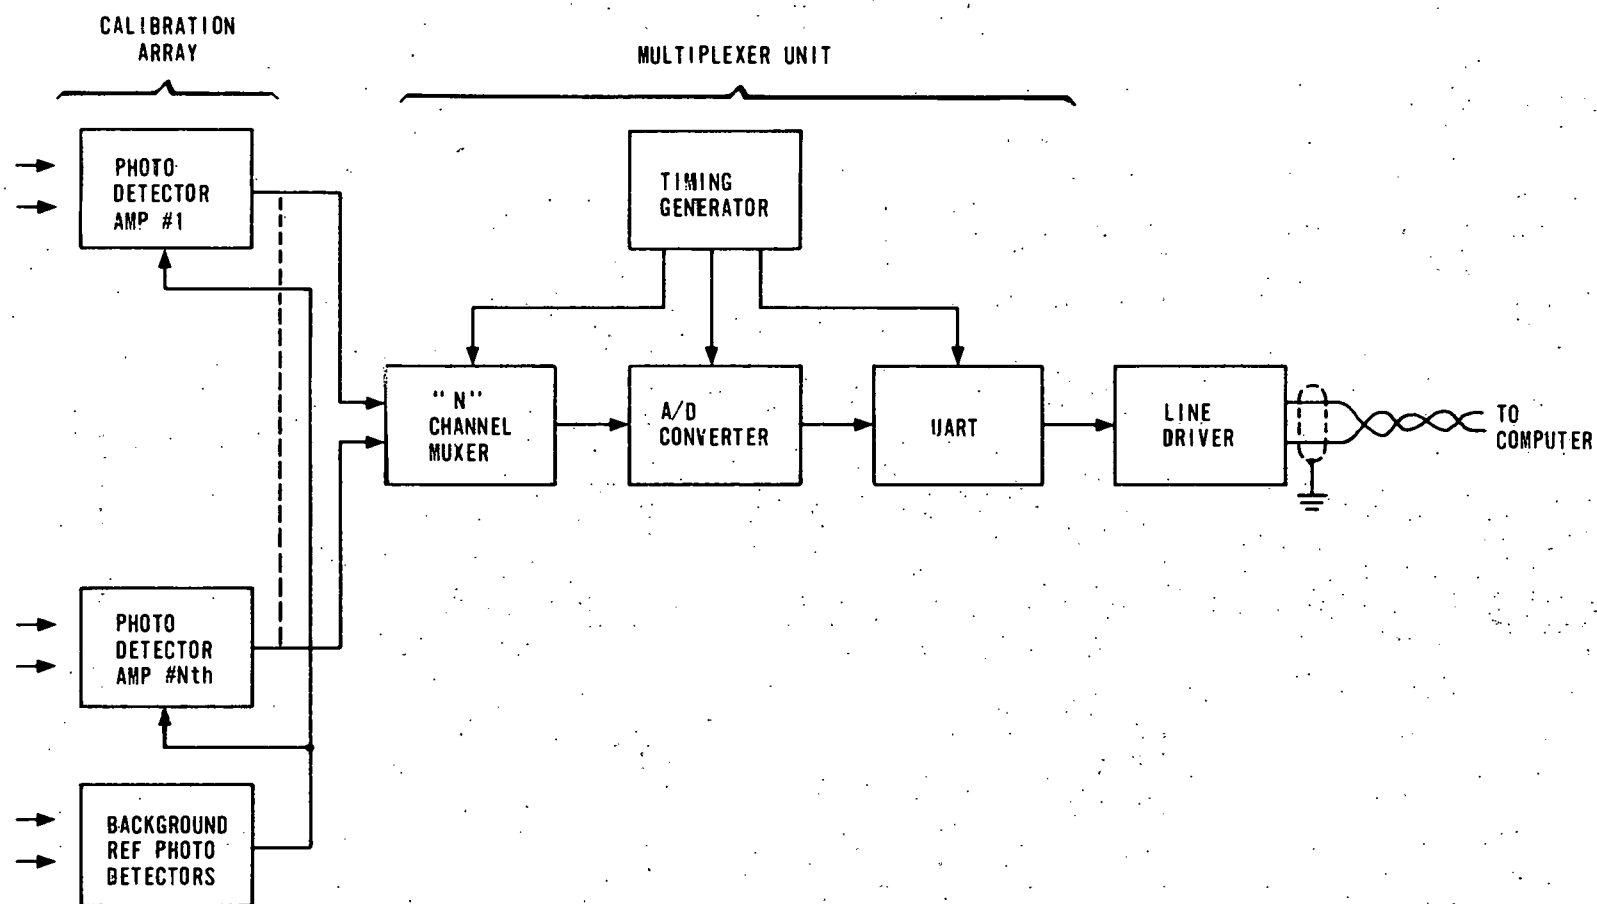 CALIBRATION
ARRAY
MULTIPLEXER UNIT
PHOTO
DETECTOR
AMP #1
TIMING
GENERATOR
"N"
CHANNEL
MUXER
A/D
CONVERTER
UART
LINE
DRIVER
TO
COMPUTER
PHOTO
DETECTOR
AMP #Nth
BACKGROUND
REF PHOTO
DETECTORS